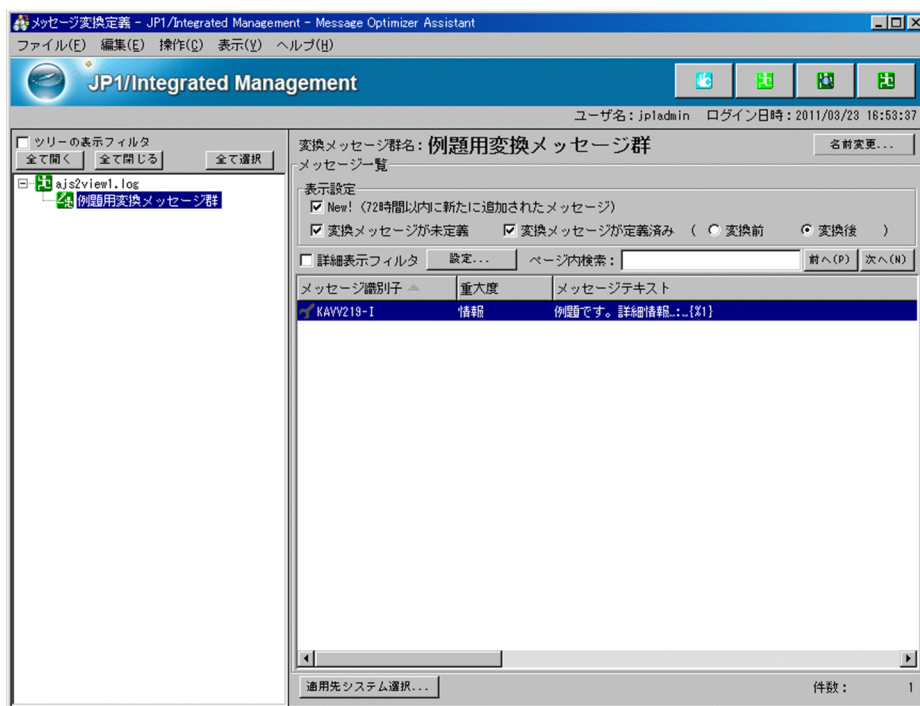 メッセージ変換定義 - JP1/Integrated Management - Message Optimizer Assistant
ファイル(F) 編集(E) 操作(C) 表示(V) ヘルプ(H)
JP1/Integrated Management
ユーザ名：jp1admin ログイン日時：2011/03/23 16:53:37
ツリーの表示フィルタ
全て開く 全て閉じる 全て選択
ajs2view1.log
例題用変換メッセージ群
変換メッセージ群名：例題用変換メッセージ群 名前変更...
メッセージ一覧
表示設定
New!（72時間以内に新たに追加されたメッセージ）
変換メッセージが未定義 変換メッセージが定義済み （ 変換前 変換後 ）
詳細表示フィルタ 設定... ページ内検索： 前へ(P) 次へ(N)
メッセージ識別子 重大度 メッセージテキスト
KAVV219-I 情報 例題です。詳細情報_:_{%1}
適用先システム選択... 件数： 1